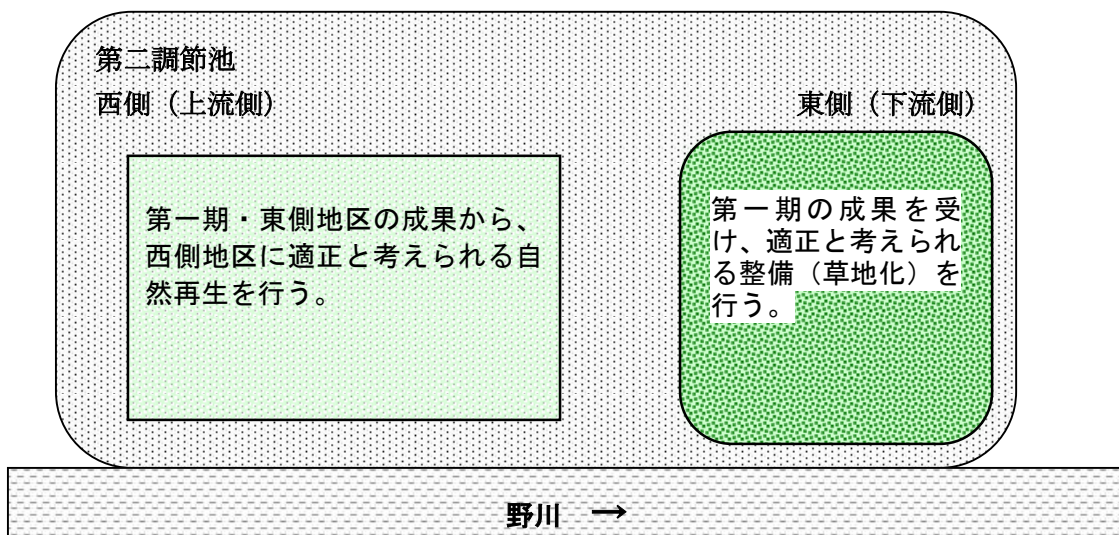 第二調節池
西側（上流側）
東側（下流側）
第一期・東側地区の成果から、
西側地区に適正と考えられる自
然再生を行う。
第一期の成果を受
け、適正と考えられ
る整備（草地化）を
行う。
野川　→